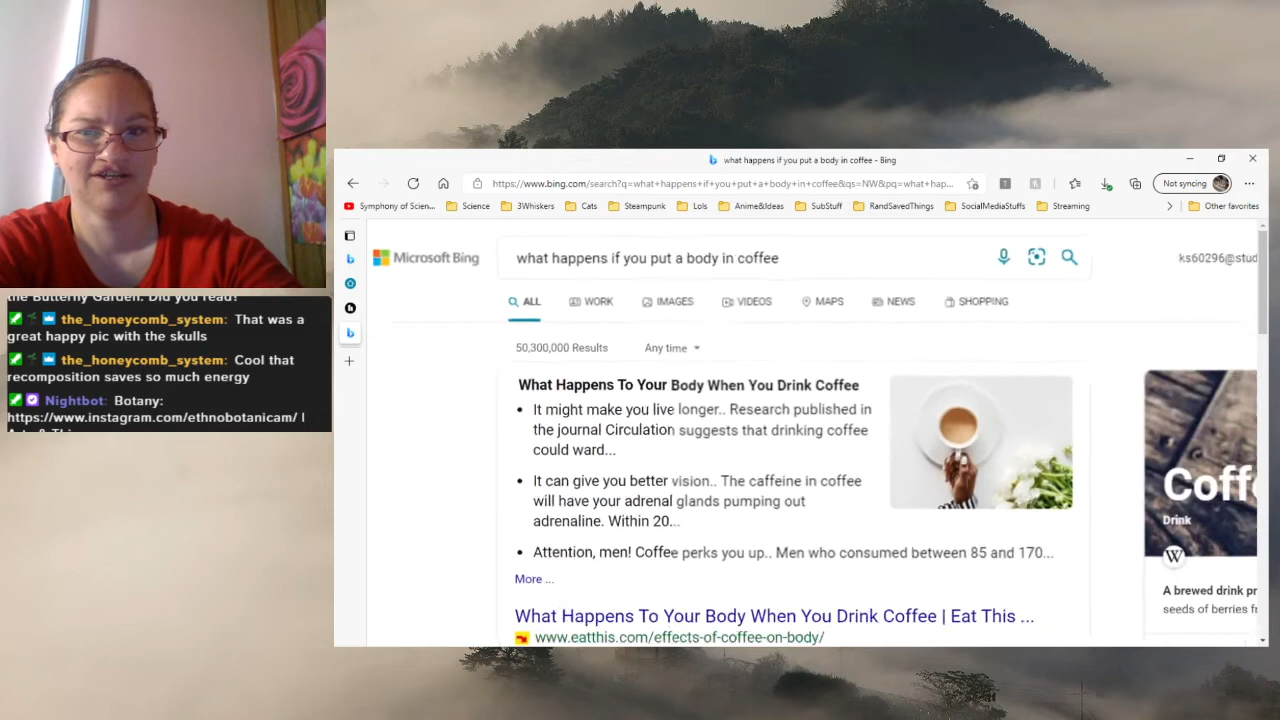 the Butterfly Garden. Did you read?
the_honeycomb_system: That was a
great happy pic with the skulls
the_honeycomb_system: Cool that
recomposition saves so much energy
Nightbot: Botany:
https://www.instagram.com/ethnobotanicam/ |
what happens if you put a body in coffee - Bing
https://www.bing.com/search?q=what+happens+if+you+put+a+body+in+coffee&qs=NW&pq=what+hap...
Not syncing
Symphony of Scien...
Science
3Whiskers
Cats
Steampunk
Lols
Anime&Ideas
SubStuff
RandSavedThings
SocialMediaStuffs
Streaming
Other favorites
Microsoft Bing
what happens if you put a body in coffee
ks60296@stud
ALL
WORK
IMAGES
VIDEOS
MAPS
NEWS
SHOPPING
50,300,000 Results
Any time
What Happens To Your Body When You Drink Coffee
• It might make you live longer.. Research published in
the journal Circulation suggests that drinking coffee
could ward...
• It can give you better vision.. The caffeine in coffee
will have your adrenal glands pumping out
adrenaline. Within 20...
• Attention, men! Coffee perks you up.. Men who consumed between 85 and 170...
More ...
What Happens To Your Body When You Drink Coffee | Eat This ...
www.eatthis.com/effects-of-coffee-on-body/
Coffe
Drink
W
A brewed drink pr
seeds of berries f